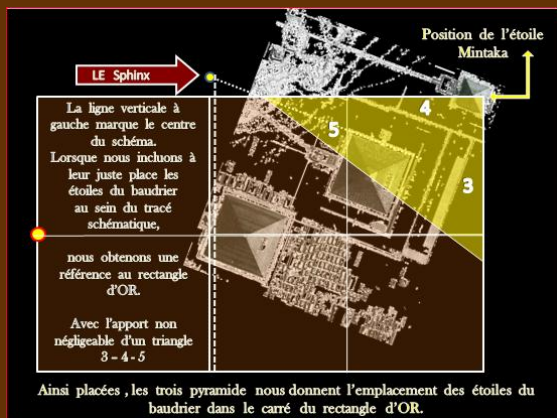 Position de l'étoile
Mintaka
LE Sphinx
La ligne verticale à
gauche marque le centre
du schéma.
Lorsque nous incluons à
leur juste place les
étoiles du baudrier
au sein du tracé
schématique,
nous obtenons une
référence au rectangle
d'OR.
Avec l'apport non
négligeable d'un triangle
3 - 4 - 5
4
5
3
Ainsi placées , les trois pyramide nous donnent l'emplacement des étoiles du
baudrier dans le carré du rectangle d'OR.